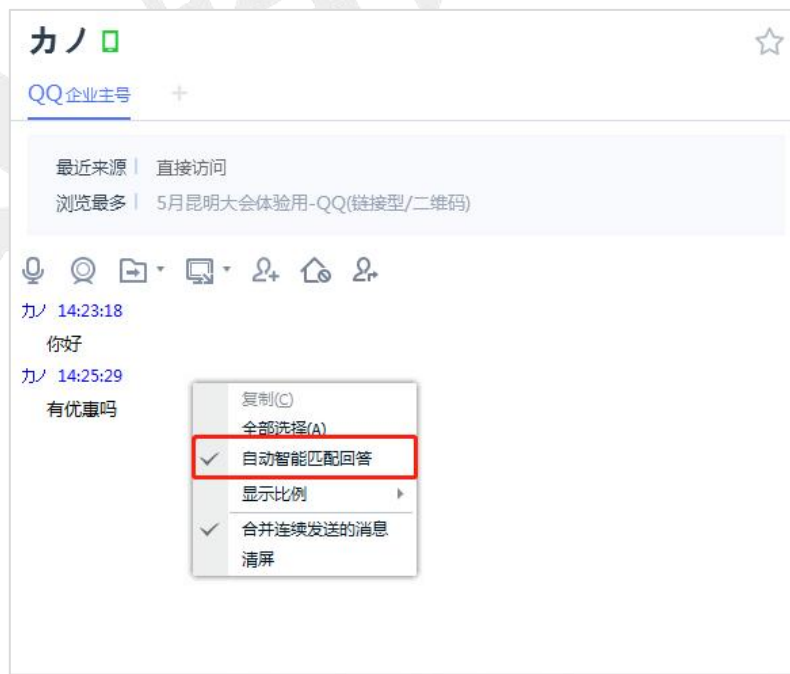 カノ
QQ企业主号 +
最近来源 直接访问
浏览最多 5月昆明大会体验用-QQ(链接型/二维码)
カノ 14:23:18
你好
カノ 14:25:29
有优惠吗
复制(C)
全部选择(A)
自动智能匹配回答
显示比例
合并连续发送的消息
清屏